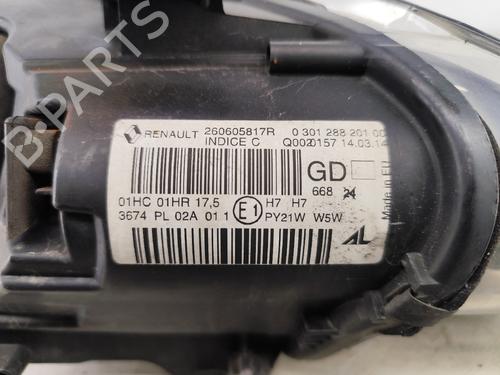 RENAULT 260605817R 0 301 288 201 00
INDICE C Q0020157 14.03.14
GD
668 24
Made in EU
01HC 01HR 17,5 E1 H7 H7
3674 PL 02A 01 1 PY21W W5W
AL
B-PARTS